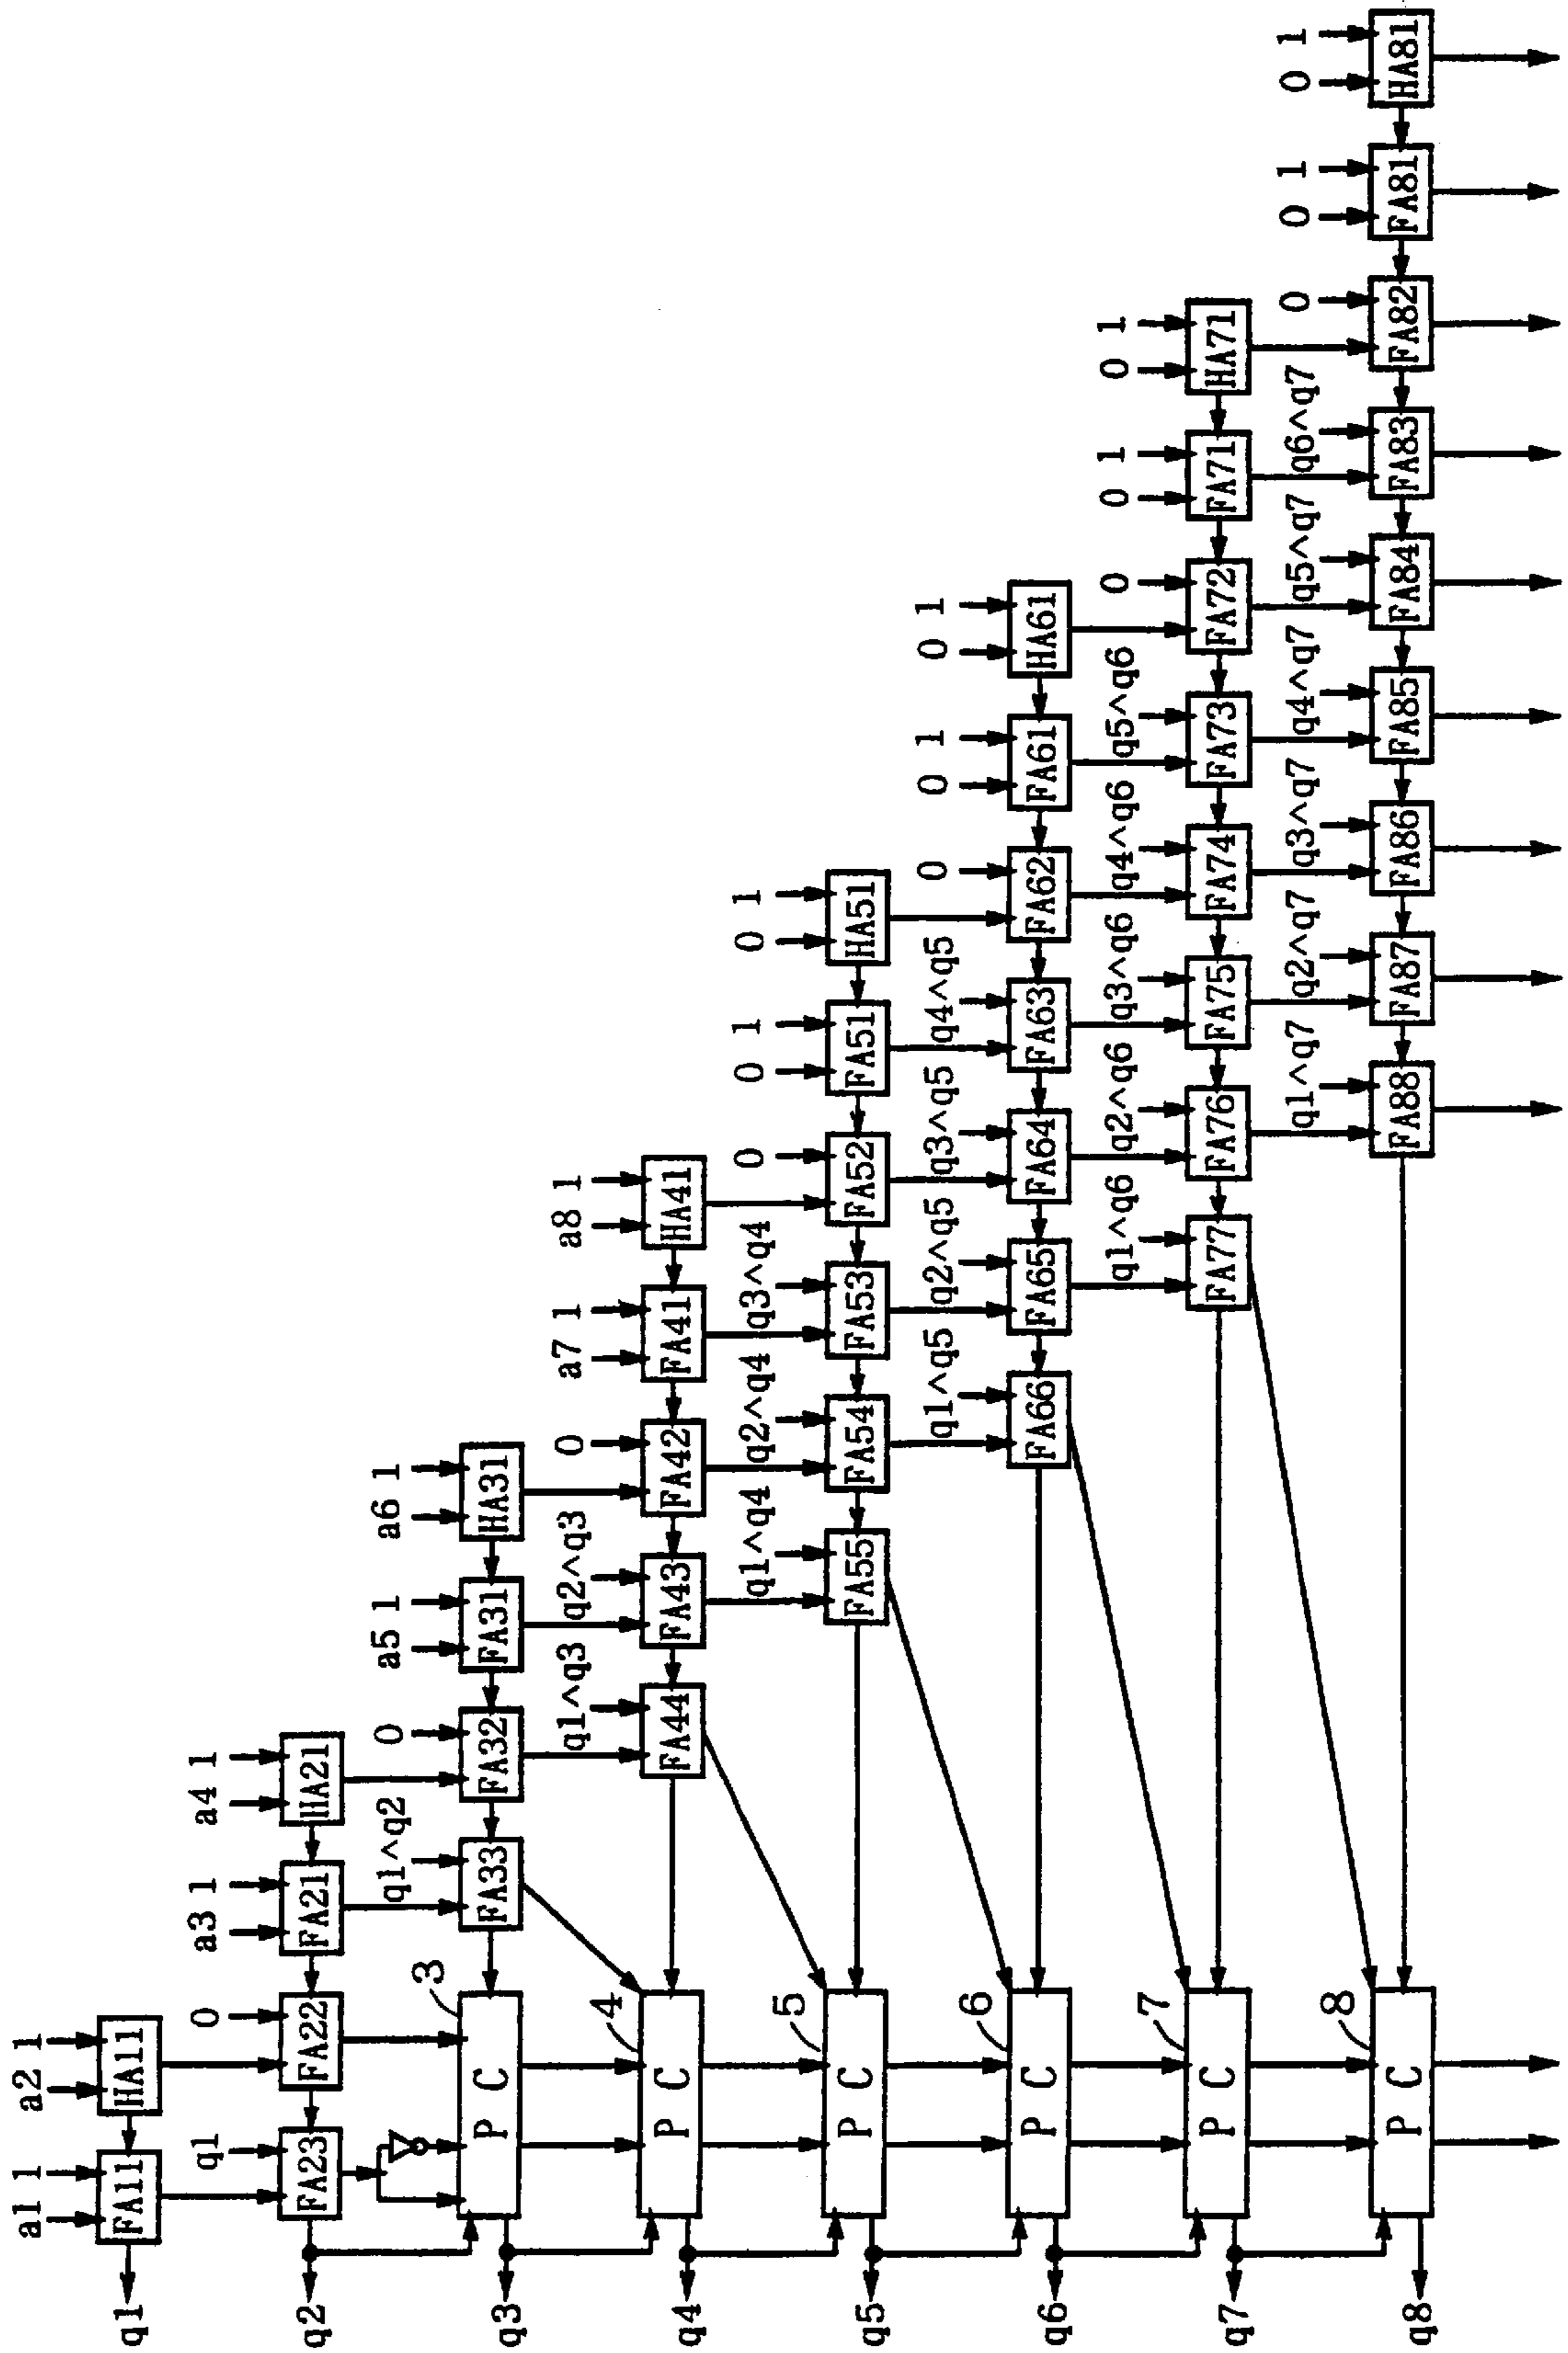 a1 1 a2 1
q1 FA11 HA11
q1 0 a3 1 a4 1
q2 FA23 FA22 FA21 HA21
3 q1^q2 0 a5 1 a6 1
q3 P C FA33 FA32 FA31 HA31
4 q1^q3 q2^q3 0 a7 1 a8 1
q4 P C FA44 FA43 FA42 FA41 HA41
5 q1^q4 q2^q4 q3^q4 0 0 1 0 1
q5 P C FA55 FA54 FA53 FA52 FA51 HA51
6 q1^q5 q2^q5 q3^q5 q4^q5 0 0 1 0 1
q6 P C FA66 FA65 FA64 FA63 FA62 FA61 HA61
7 q1^q6 q2^q6 q3^q6 q4^q6 q5^q6 0 0 1 0 1
q7 P C FA77 FA76 FA75 FA74 FA73 FA72 FA71 HA71
8 q1^q7 q2^q7 q3^q7 q4^q7 q5^q7 q6^q7 0 0 1 0 1
q8 P C FA88 FA87 FA86 FA85 FA84 FA83 FA82 FA81 HA81